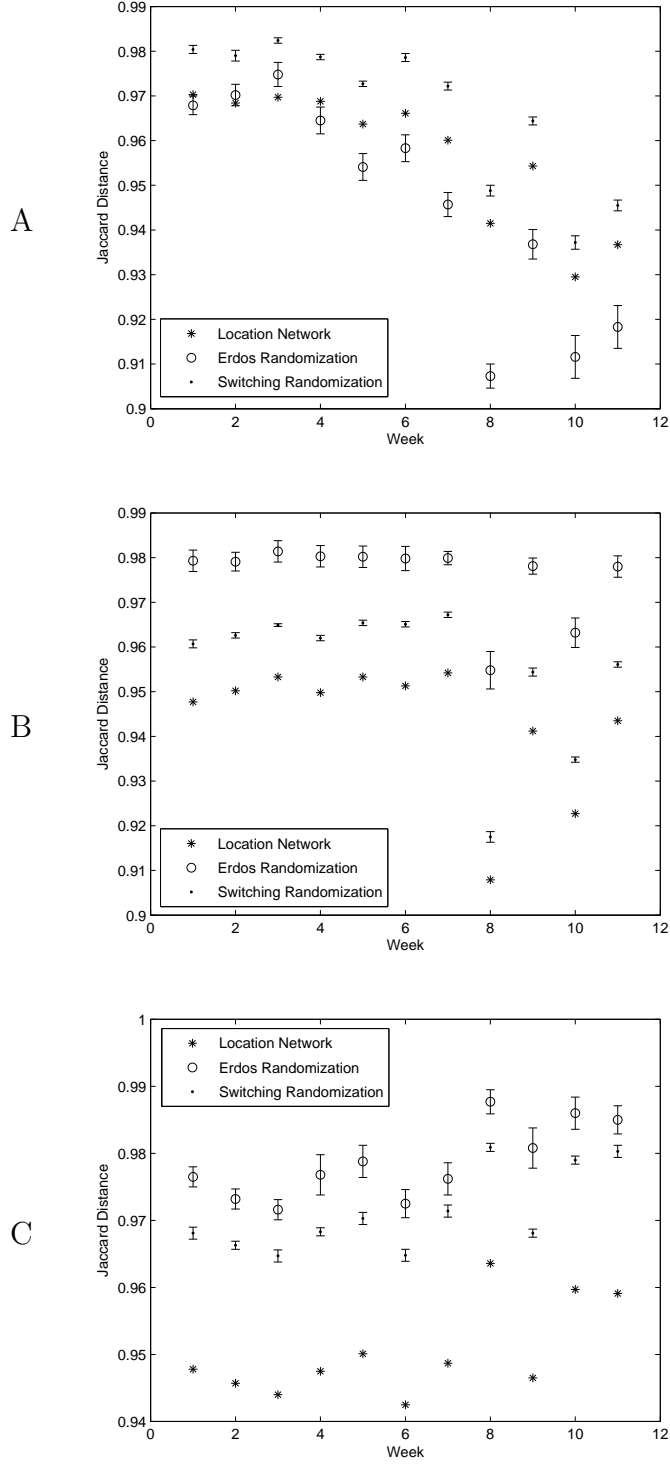 A
0.99
0.98
0.97
0.96
0.95
0.94
0.93
0.92
0.91
0.9
Jaccard Distance
Location Network
Erdos Randomization
Switching Randomization
0 2 4 6 8 10 12
Week
B
0.99
0.98
0.97
0.96
0.95
0.94
0.93
0.92
0.91
0.9
Jaccard Distance
Location Network
Erdos Randomization
Switching Randomization
0 2 4 6 8 10 12
Week
C
1
0.99
0.98
0.97
0.96
0.95
0.94
Jaccard Distance
Location Network
Erdos Randomization
Switching Randomization
0 2 4 6 8 10 12
Week